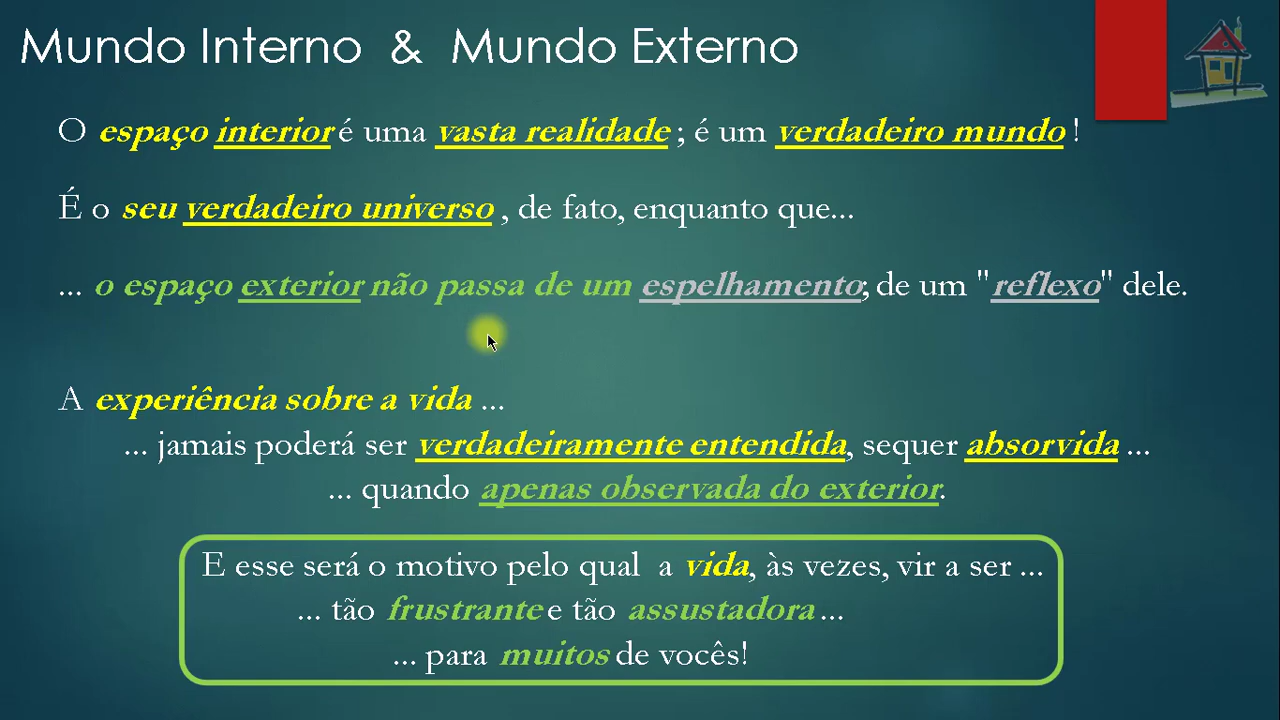 Mundo Interno & Mundo Externo
O espaço interior é uma vasta realidade ; é um verdadeiro mundo !
É o seu verdadeiro universo , de fato, enquanto que...
... o espaço exterior não passa de um espelhamento; de um "reflexo" dele.
A experiência sobre a vida ...
... jamais poderá ser verdadeiramente entendida, sequer absorvida ...
... quando apenas observada do exterior.
E esse será o motivo pelo qual a vida, às vezes, vir a ser ...
... tão frustrante e tão assustadora ...
... para muitos de vocês!